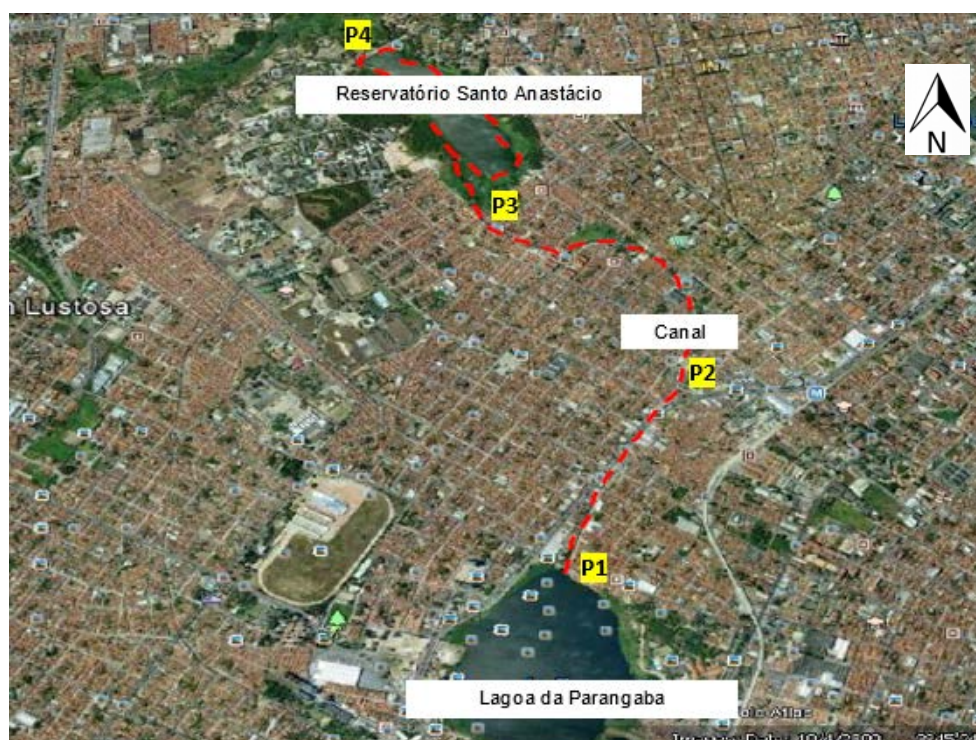 P4
Reservatório Santo Anastácio
N
P3
n Lustosa
Canal
P2
M
P1
Lagoa da Parangaba